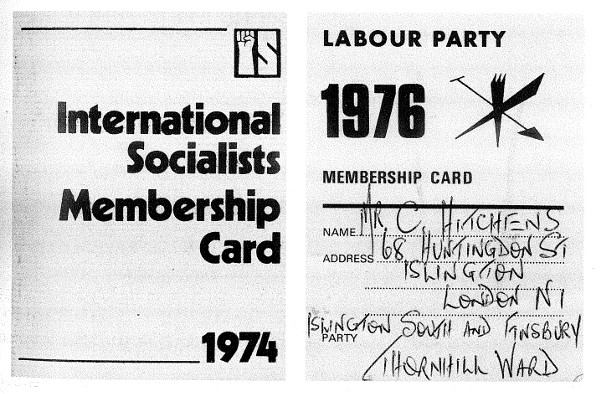 International
Socialists
Membership
Card
1974
LABOUR PARTY
1976
MEMBERSHIP CARD
NAME MR. C. HITCHENS
ADDRESS 68 HUNTINGDON ST
ISLINGTON
LONDON N1
ISLINGTON SOUTH AND FINSBURY
PARTY
THORNHILL WARD